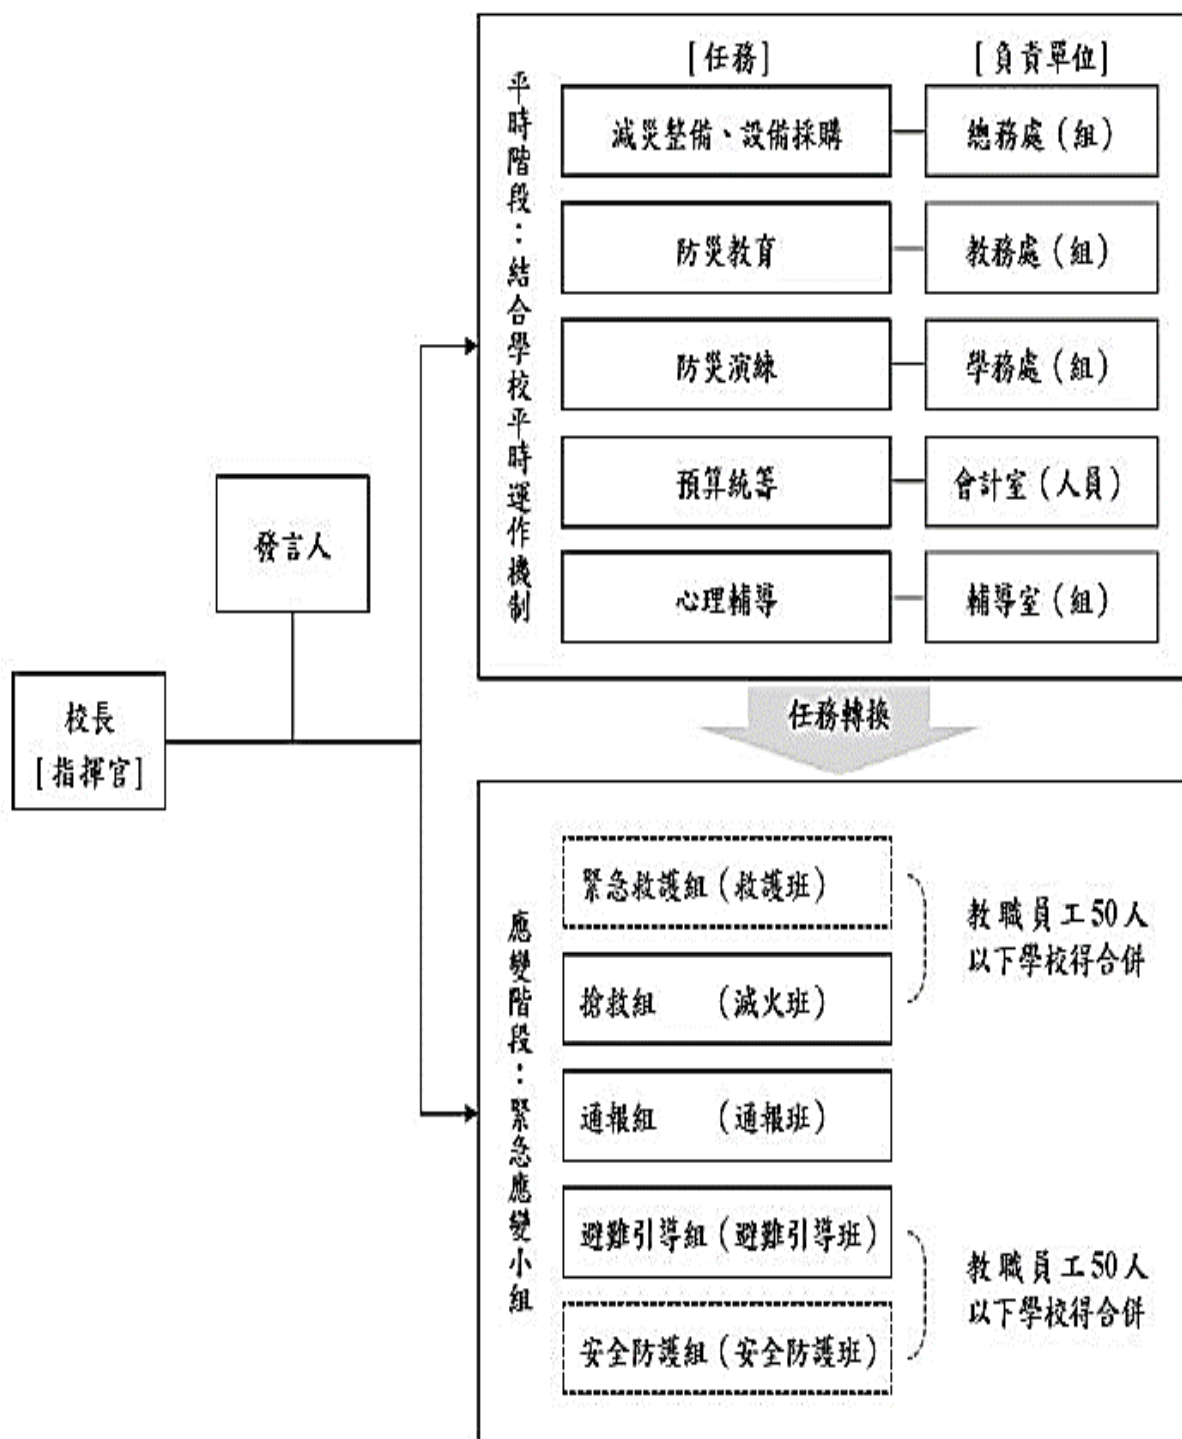 [任務]
[負責單位]
平時階段：結合學校平時運作機制
減災整備、設備採購
總務處（組）
防災教育
教務處（組）
防災演練
學務處（組）
預算統籌
會計室（人員）
心理輔導
輔導室（組）
發言人
校長
[指揮官]
任務轉換
應變階段：緊急應變小組
緊急救護組（救護班）
搶救組　　（滅火班）
教職員工50人
以下學校得合併
通報組　　（通報班）
避難引導組（避難引導班）
安全防護組（安全防護班）
教職員工50人
以下學校得合併